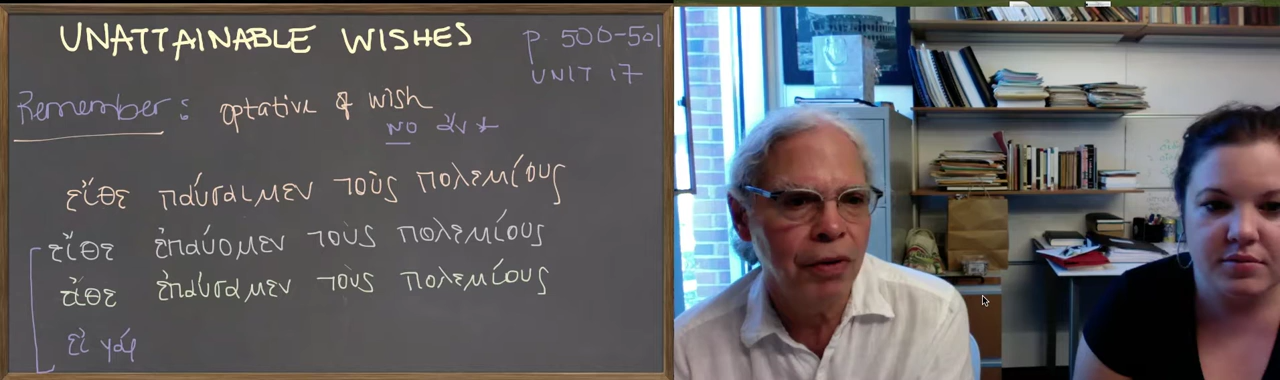 UNATTAINABLE WISHES
p. 500-501
UNIT 17
Remember: optative of wish
NO ἄν *
εἴθε παύσαιμεν τοὺς πολεμίους
εἴθε ἐπαύομεν τοὺς πολεμίους
εἴθε ἐπαύσαμεν τοὺς πολεμίους
εἰ γάρ